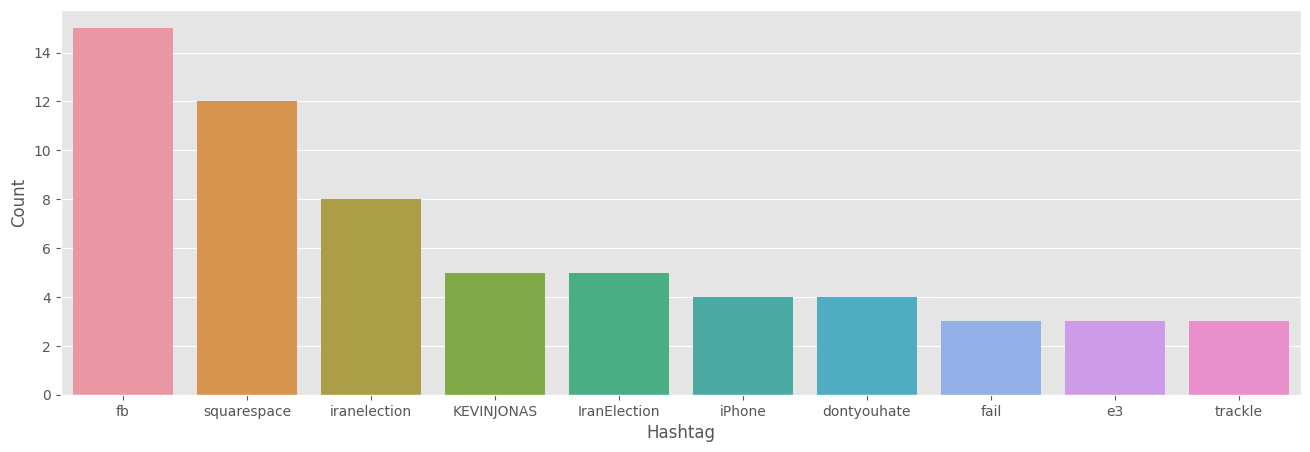 14
12
10
8
6
4
2
0
Count
fb squarespace iranelection KEVINJONAS IranElection iPhone dontyouhate fail e3 trackle
Hashtag